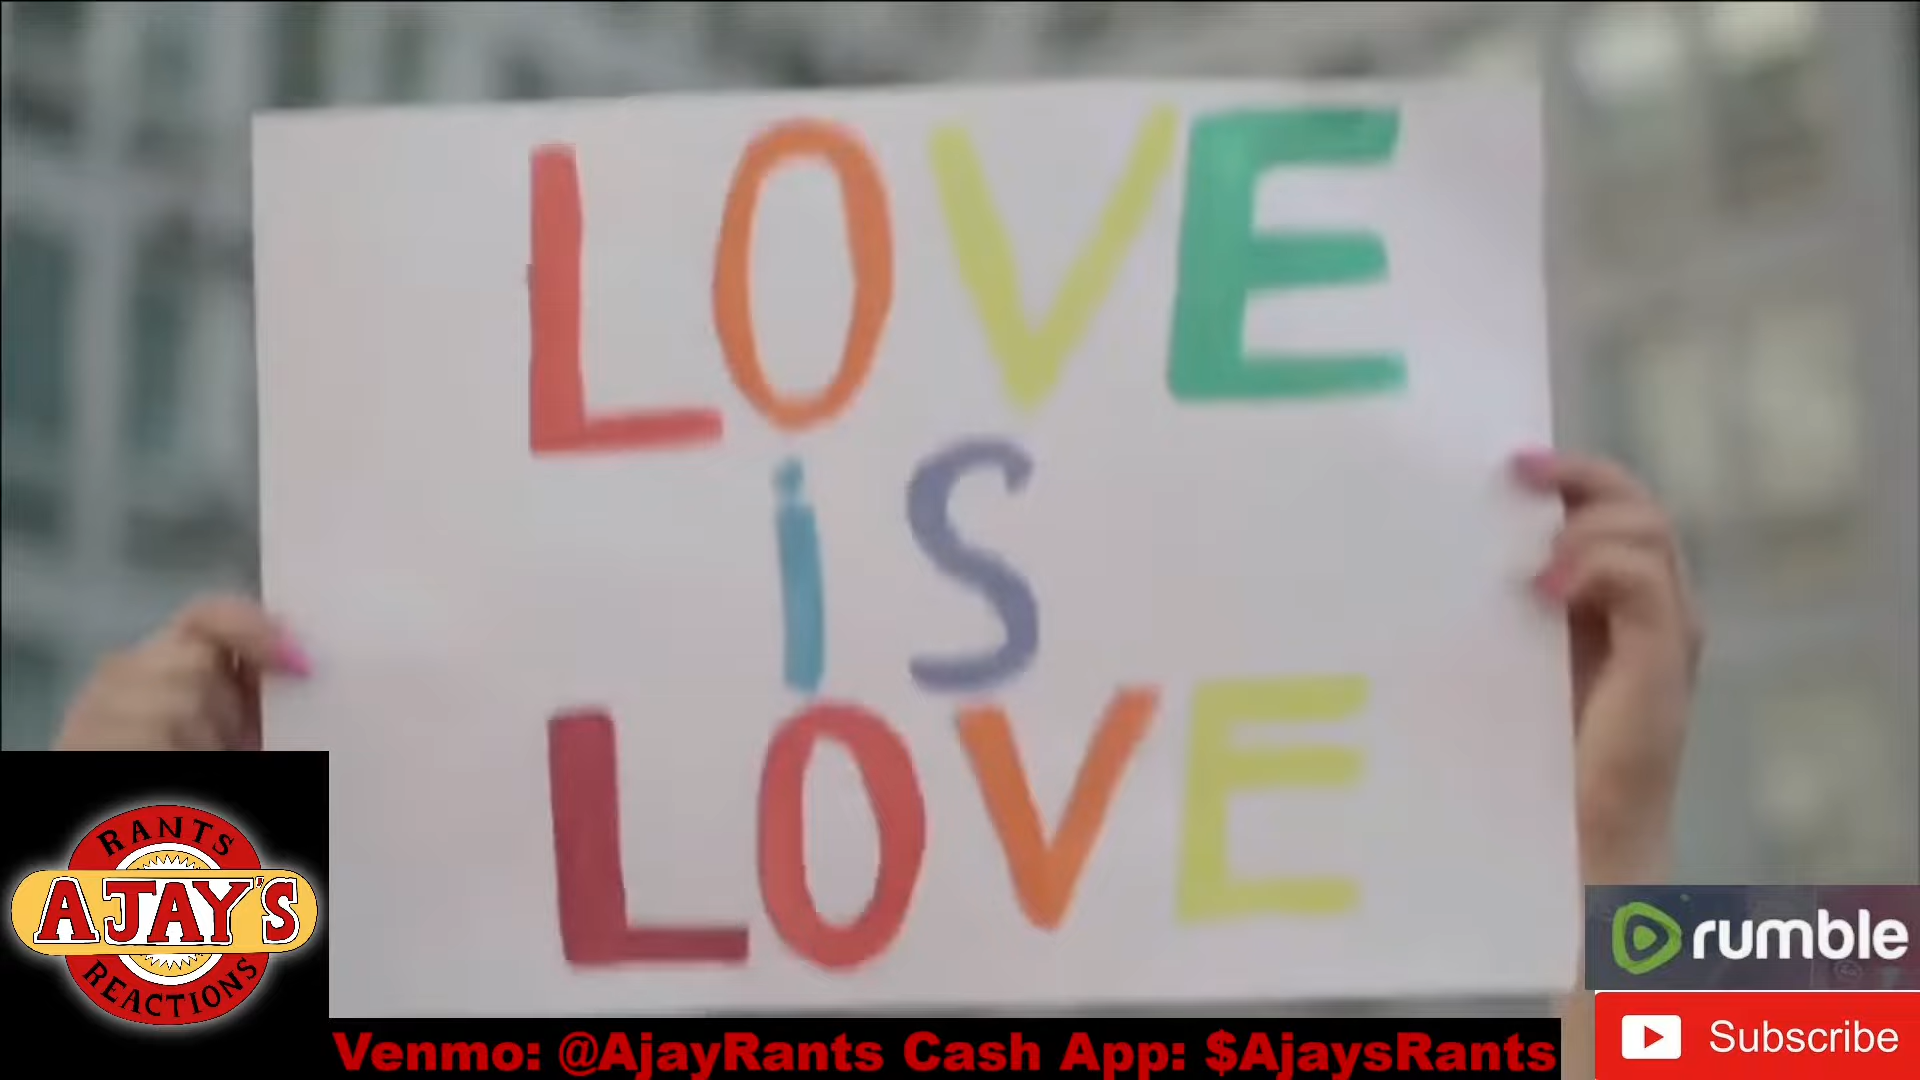 LOVE
iS
LOVE
RANTS
AJAY'S
REACTIONS
rumble
Subscribe
Venmo: @AjayRants Cash App: $AjaysRants